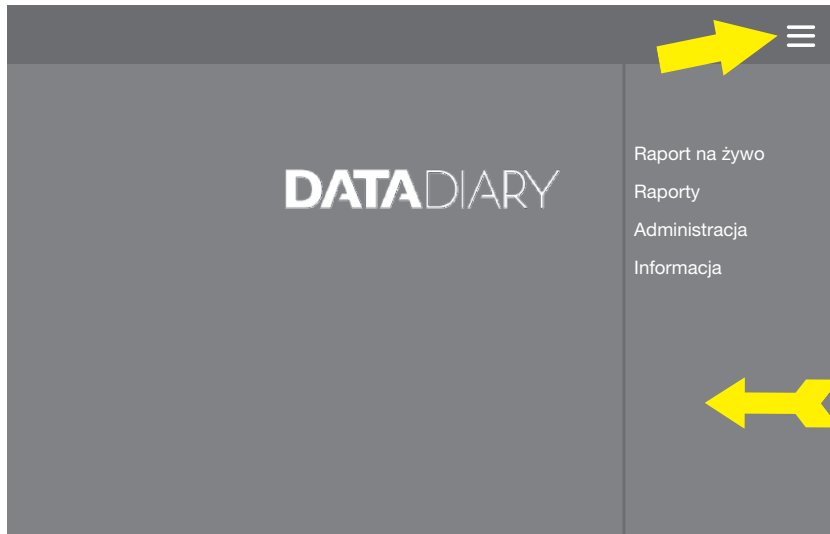 DATADIARY
Raport na żywo
Raporty
Administracja
Informacja